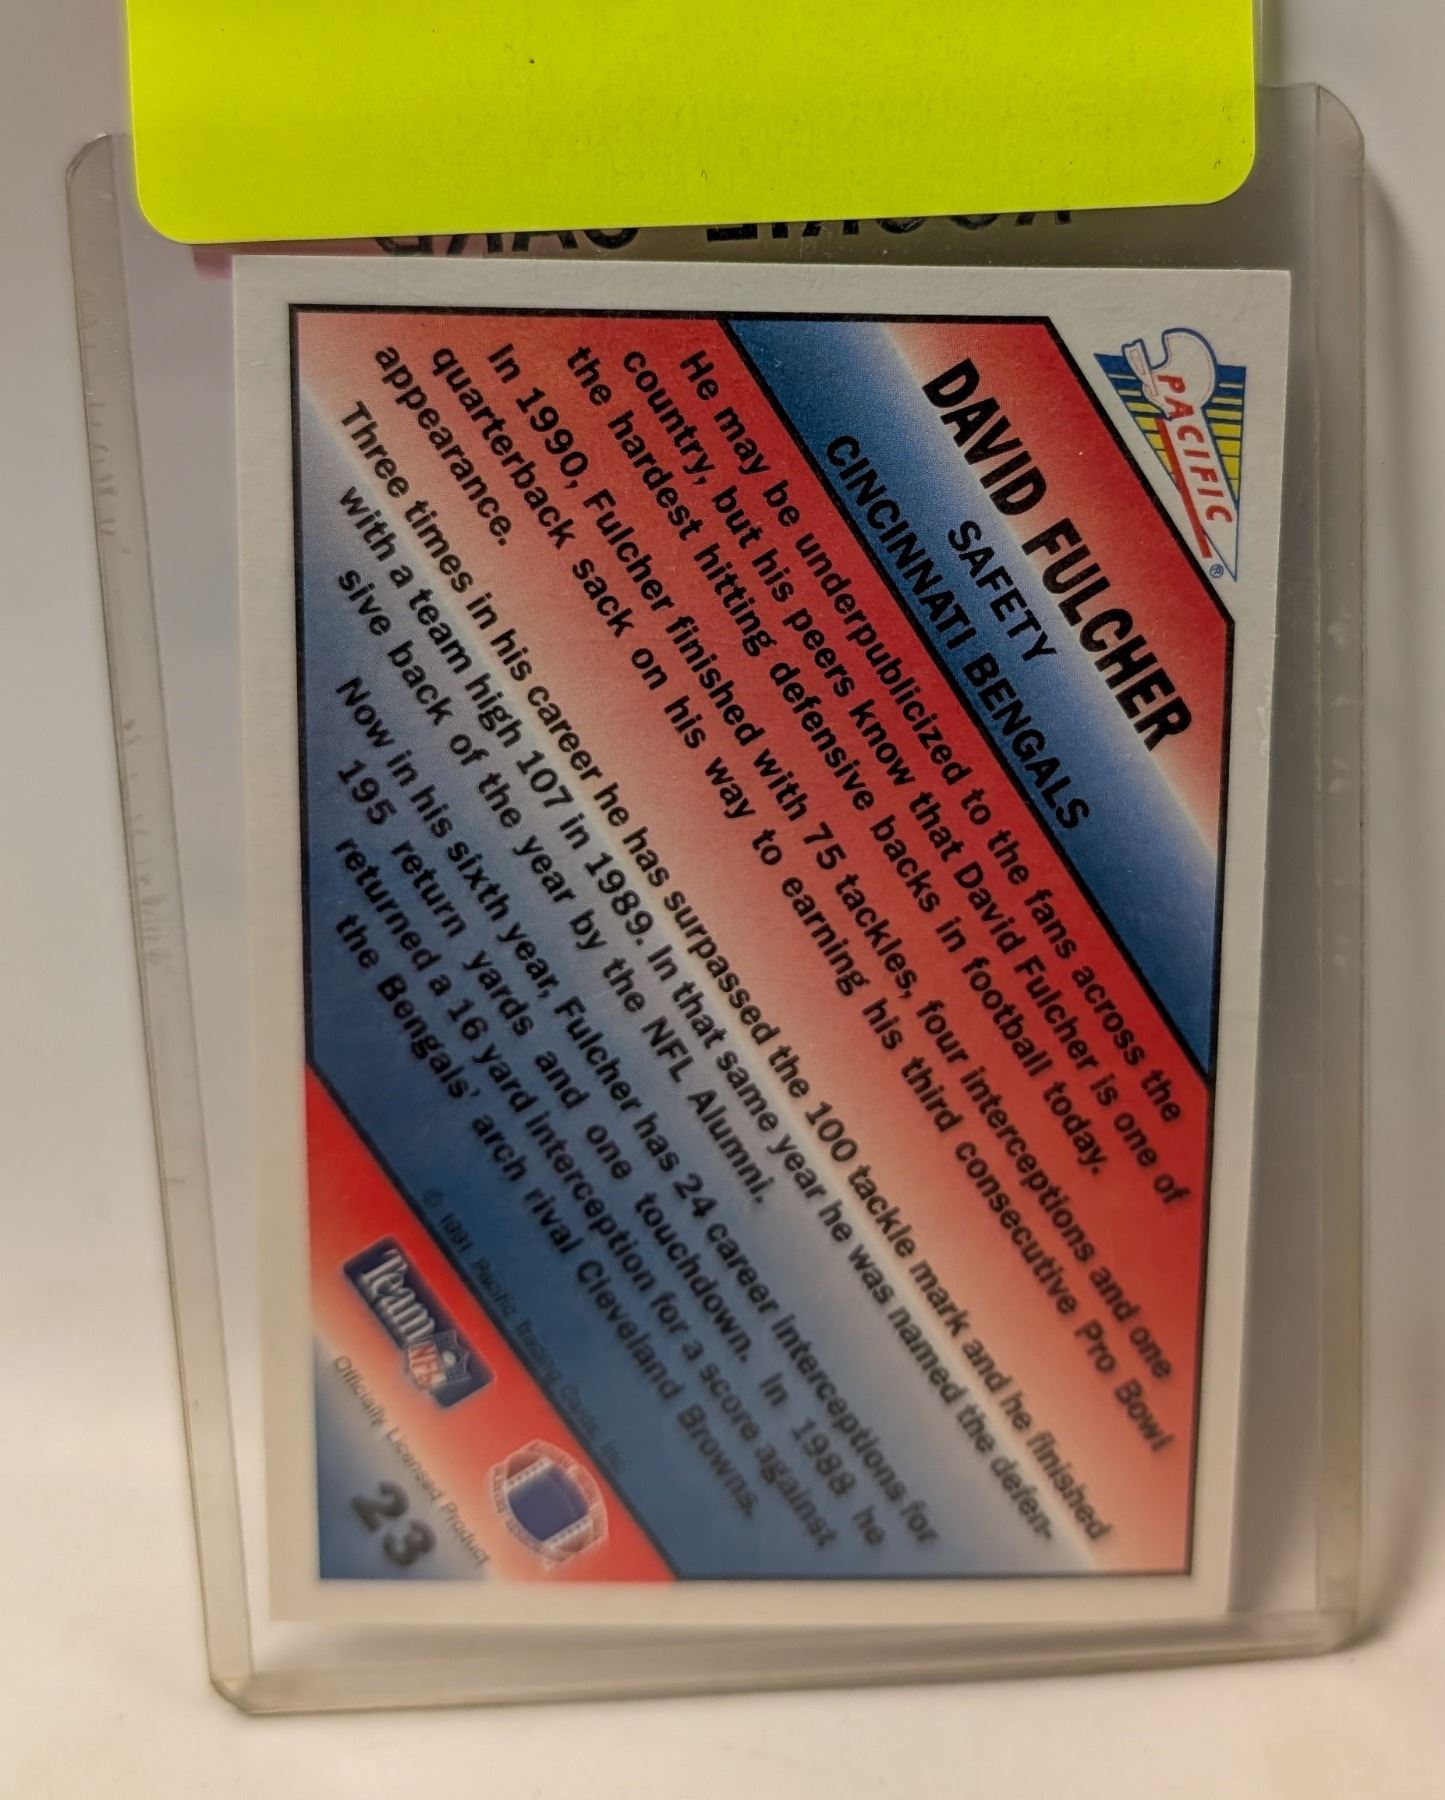 ROOKIE CARD
PACIFIC®
DAVID FULCHER
SAFETY
CINCINNATI BENGALS
He may be underpublicized to the fans across the
country, but his peers know that David Fulcher is one of
the hardest hitting defensive backs in football today.
In 1990, Fulcher finished with 75 tackles, four interceptions and one
quarterback sack on his way to earning his third consecutive Pro Bowl
appearance.
Three times in his career he has surpassed the 100 tackle mark and he finished
with a team high 107 in 1989. In that same year he was named the defen-
sive back of the year by the NFL Alumni.
Now in his sixth year, Fulcher has 24 career interceptions for
195 return yards and one touchdown. In 1988 he
returned a 16 yard interception for a score against
the Bengals' arch rival Cleveland Browns.
© 1991 Pacific Trading Cards, Inc.
Team NFL
Officially Licensed Product
23